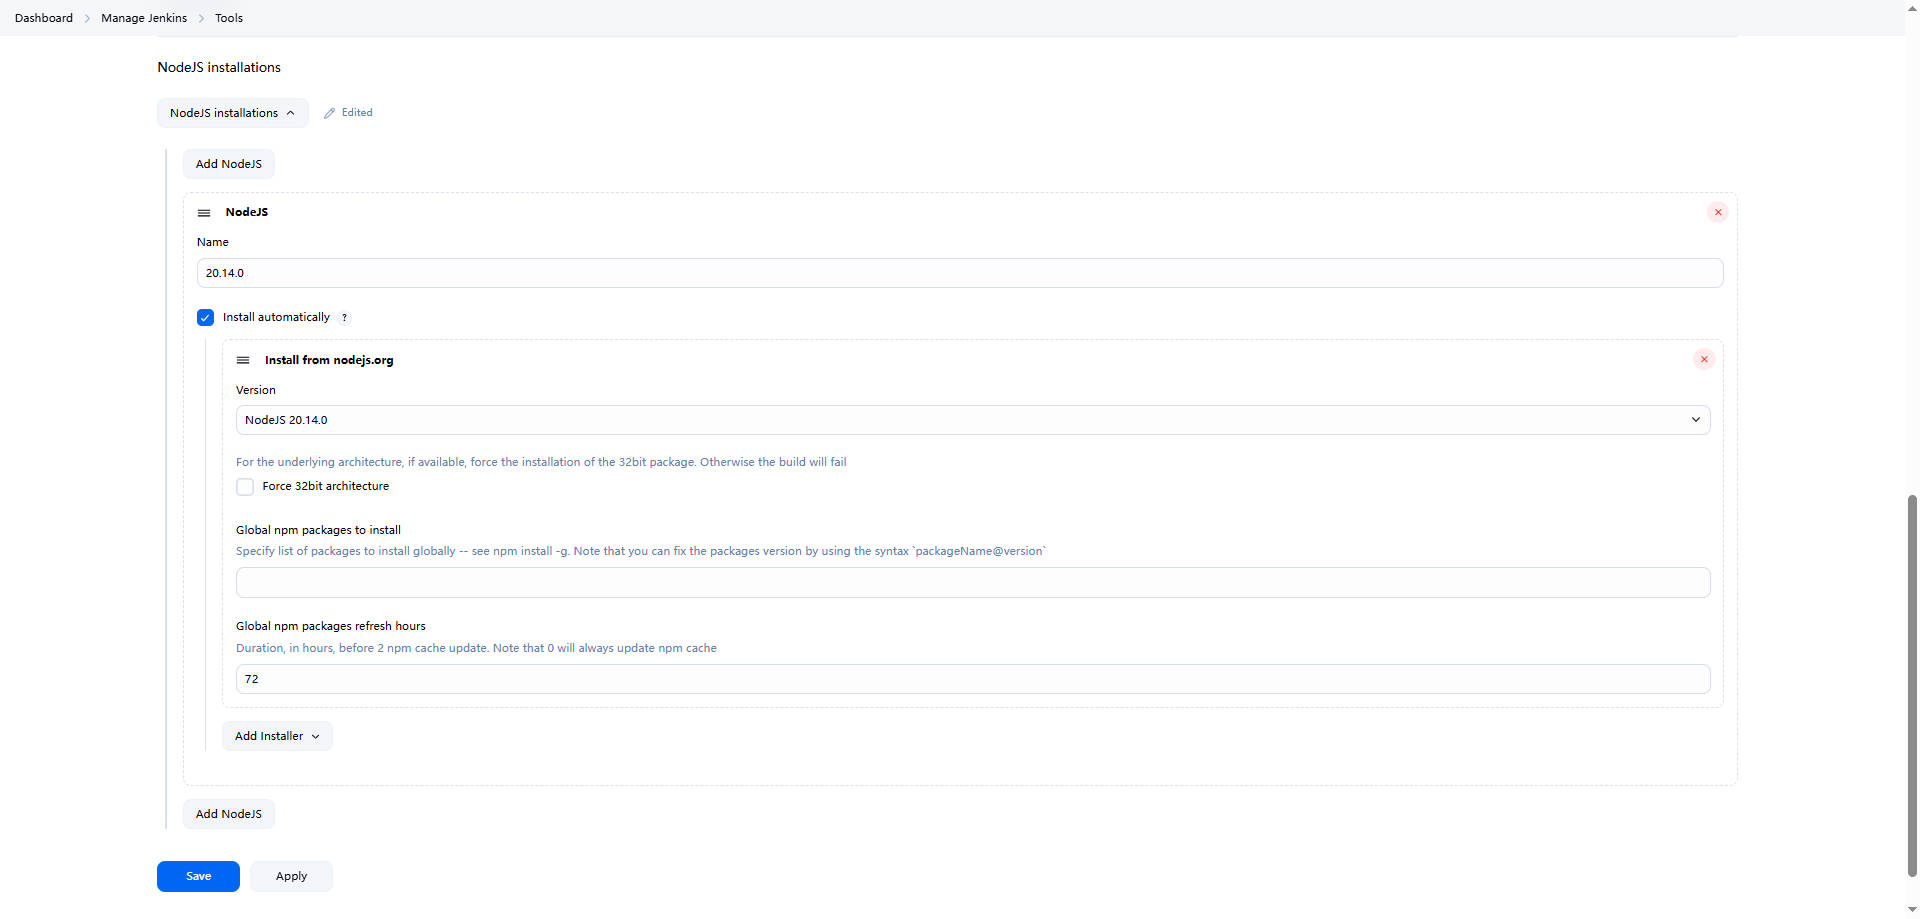 Dashboard > Manage Jenkins > Tools
NodeJS installations
NodeJS installations Edited
Add NodeJS
NodeJS
Name
20.14.0
Install automatically ?
Install from nodejs.org
Version
NodeJS 20.14.0
For the underlying architecture, if available, force the installation of the 32bit package. Otherwise the build will fail
Force 32bit architecture
Global npm packages to install
Specify list of packages to install globally -- see npm install -g. Note that you can fix the packages version by using the syntax `packageName@version`
Global npm packages refresh hours
Duration, in hours, before 2 npm cache update. Note that 0 will always update npm cache
72
Add Installer
Add NodeJS
Save Apply